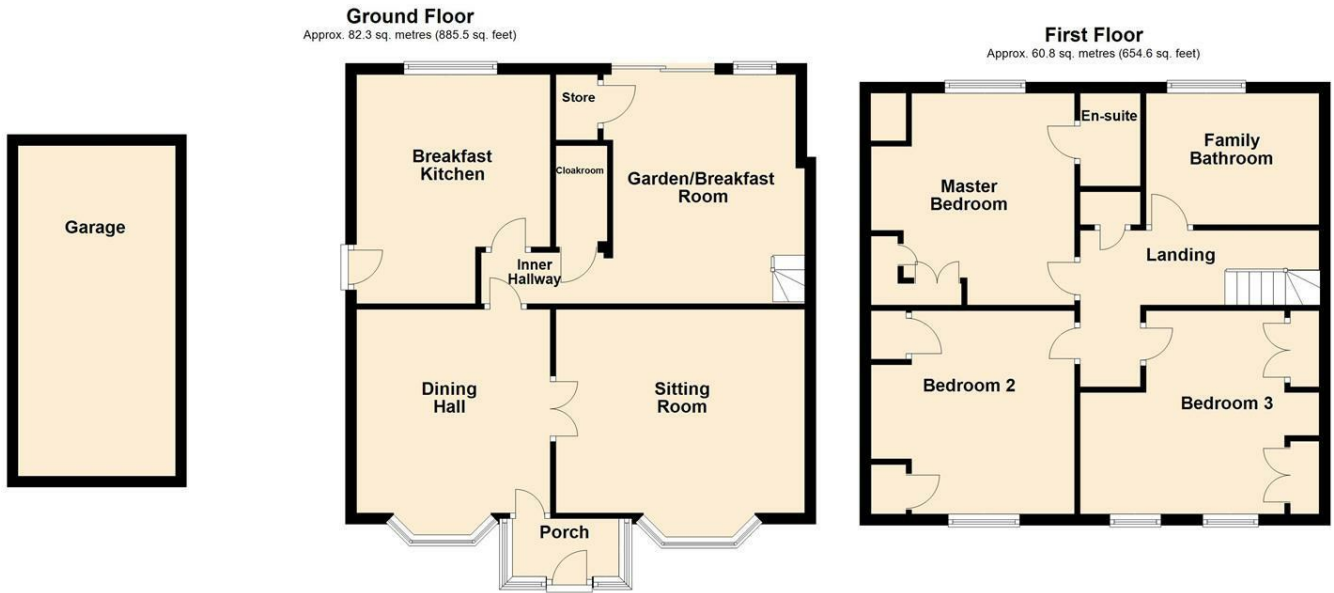 Ground Floor
Approx. 82.3 sq. metres (885.5 sq. feet)
First Floor
Approx. 60.8 sq. metres (654.6 sq. feet)
Garage
Breakfast
Kitchen
Store
Cloakroom
Garden/Breakfast
Room
Inner
Hallway
Dining
Hall
Sitting
Room
Porch
Master
Bedroom
En-suite
Family
Bathroom
Landing
Bedroom 2
Bedroom 3